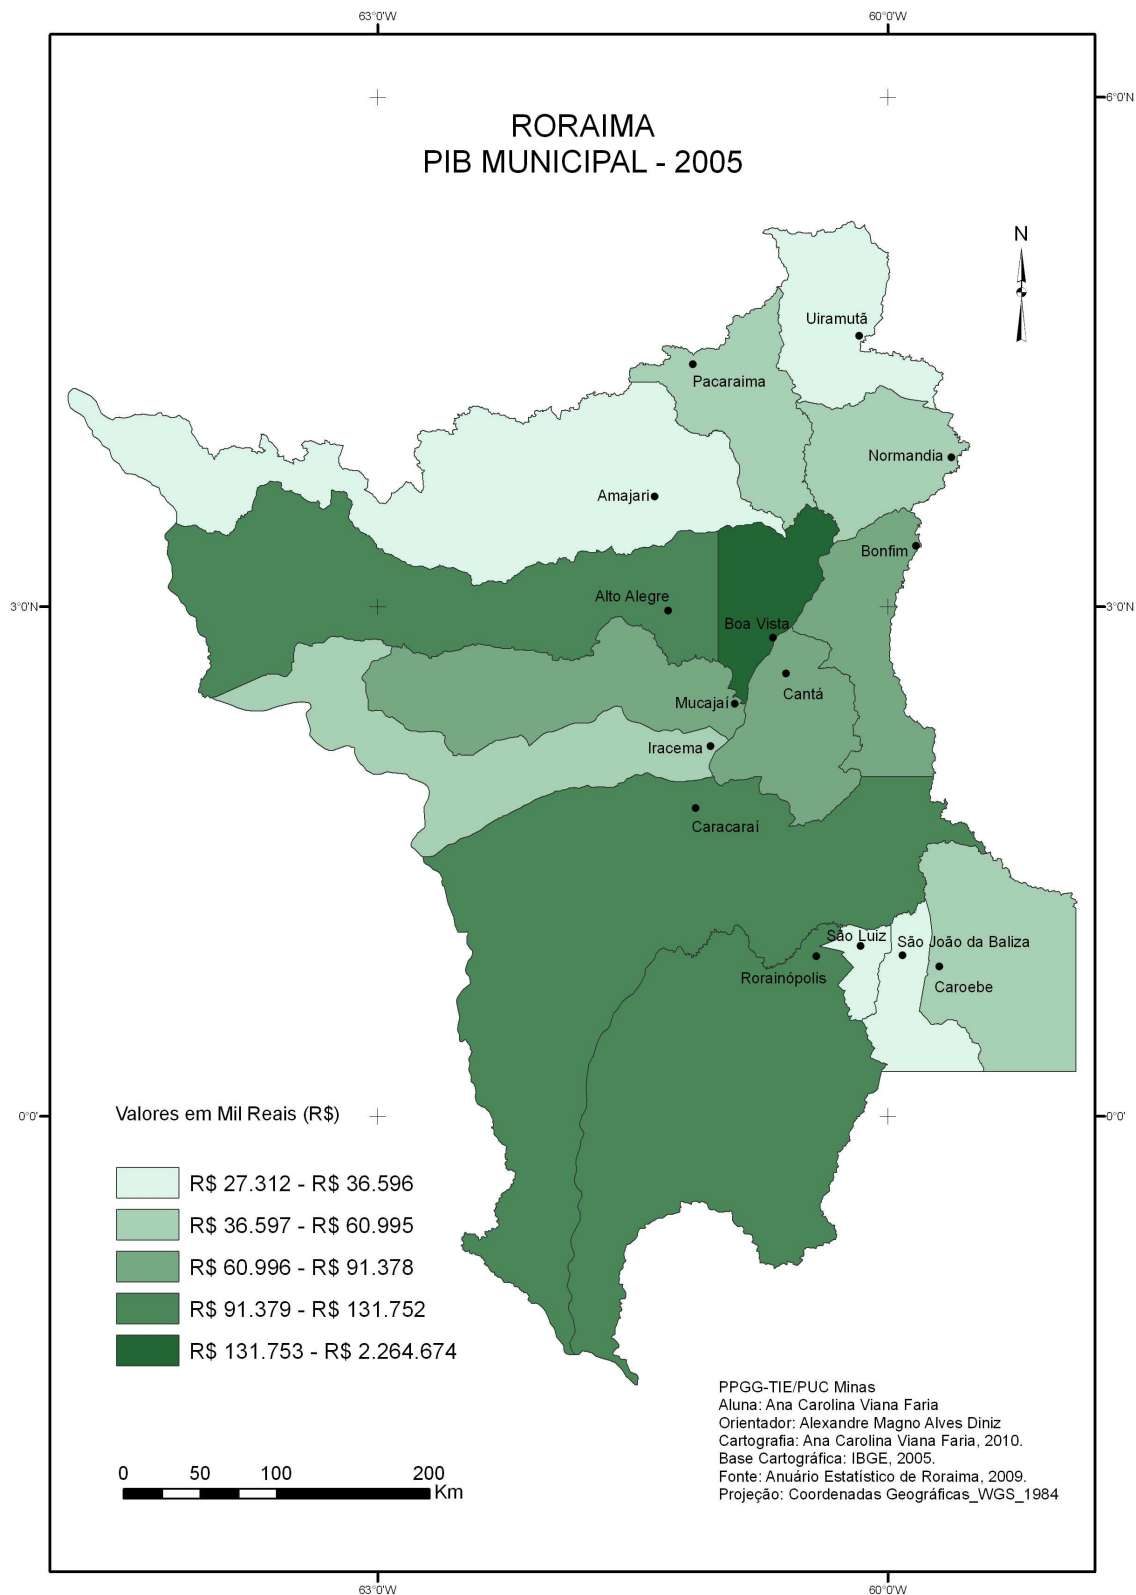 63°0'W
60°0'W
6°0'N
RORAIMA
PIB MUNICIPAL - 2005
N
Uiramutã
Pacaraima
Normandia
Amajari
Bonfim
3°0'N
3°0'N
Alto Alegre
Boa Vista
Cantá
Mucajaí
Iracema
Caracaraí
São Luiz
São João da Baliza
Rorainópolis
Caroebe
0°0'
0°0'
Valores em Mil Reais (R$)
R$ 27.312 - R$ 36.596
R$ 36.597 - R$ 60.995
R$ 60.996 - R$ 91.378
R$ 91.379 - R$ 131.752
R$ 131.753 - R$ 2.264.674
PPGG-TIE/PUC Minas
Aluna: Ana Carolina Viana Faria
Orientador: Alexandre Magno Alves Diniz
Cartografia: Ana Carolina Viana Faria, 2010.
Base Cartográfica: IBGE, 2005.
Fonte: Anuário Estatístico de Roraima, 2009.
Projeção: Coordenadas Geográficas_WGS_1984
0 50 100 200
Km
63°0'W
60°0'W